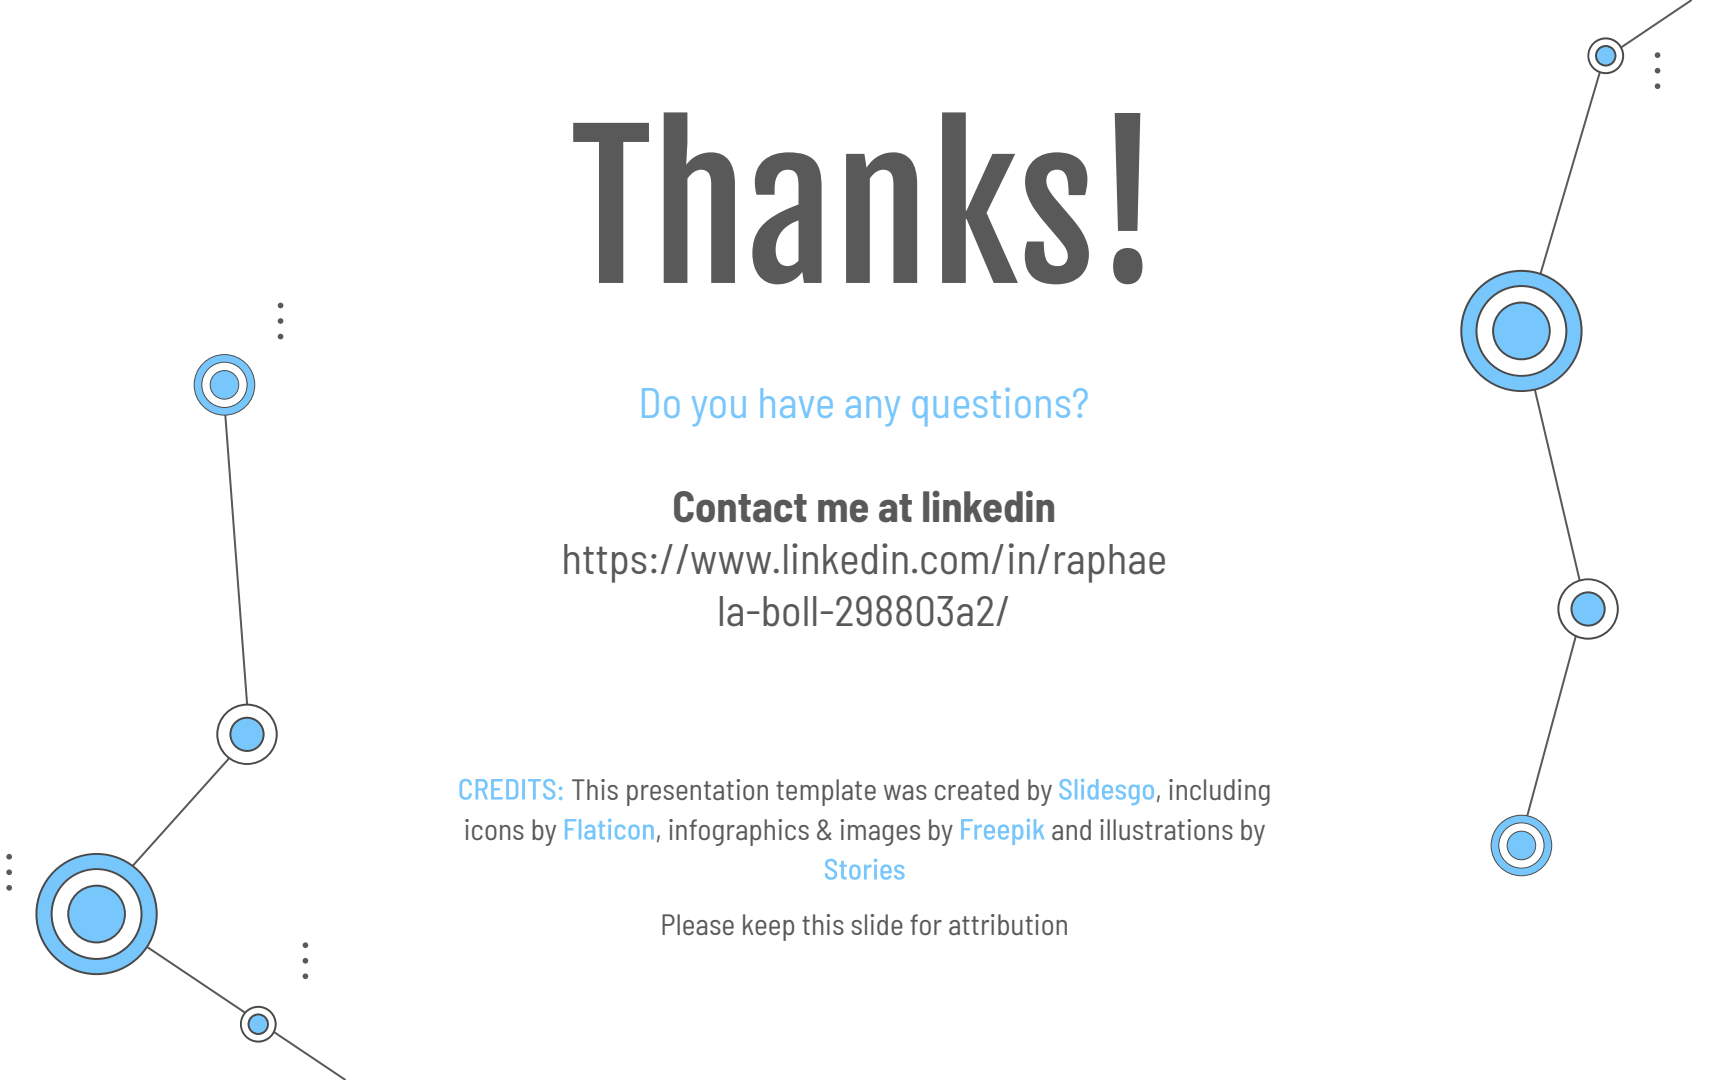 Thanks!
Do you have any questions?
Contact me at linkedin
https://www.linkedin.com/in/raphae
la-boll-298803a2/
CREDITS: This presentation template was created by Slidesgo, including
icons by Flaticon, infographics & images by Freepik and illustrations by
Stories
Please keep this slide for attribution